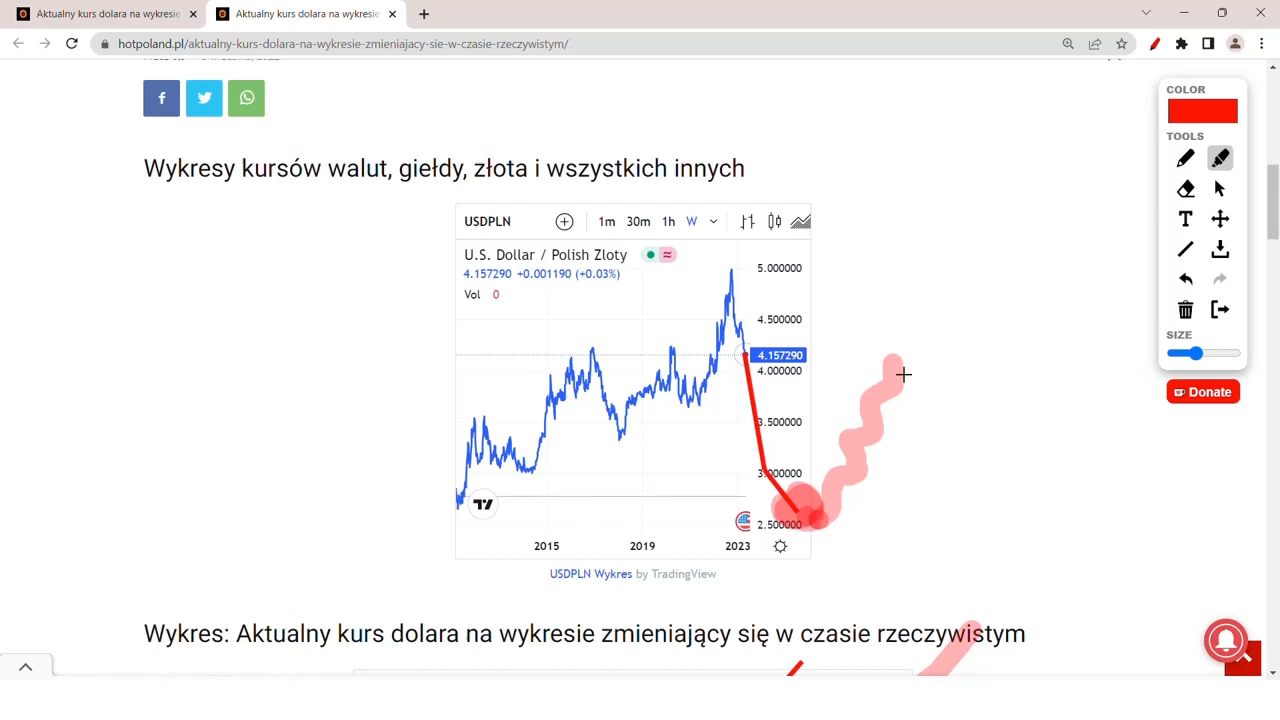 Aktualny kurs dolara na wykresie
Aktualny kurs dolara na wykresie
hotpoland.pl/aktualny-kurs-dolara-na-wykresie-zmieniajacy-sie-w-czasie-rzeczywistym/
COLOR
TOOLS
T
SIZE
Donate
f
Wykresy kursów walut, giełdy, złota i wszystkich innych
USDPLN 1m 30m 1h W
U.S. Dollar / Polish Zloty
4.157290 +0.001190 (+0.03%)
Vol 0
5.000000
4.500000
4.157290
4.000000
3.500000
3.000000
2.500000
2015 2019 2023
USDPLN Wykres by TradingView
Wykres: Aktualny kurs dolara na wykresie zmieniający się w czasie rzeczywistym